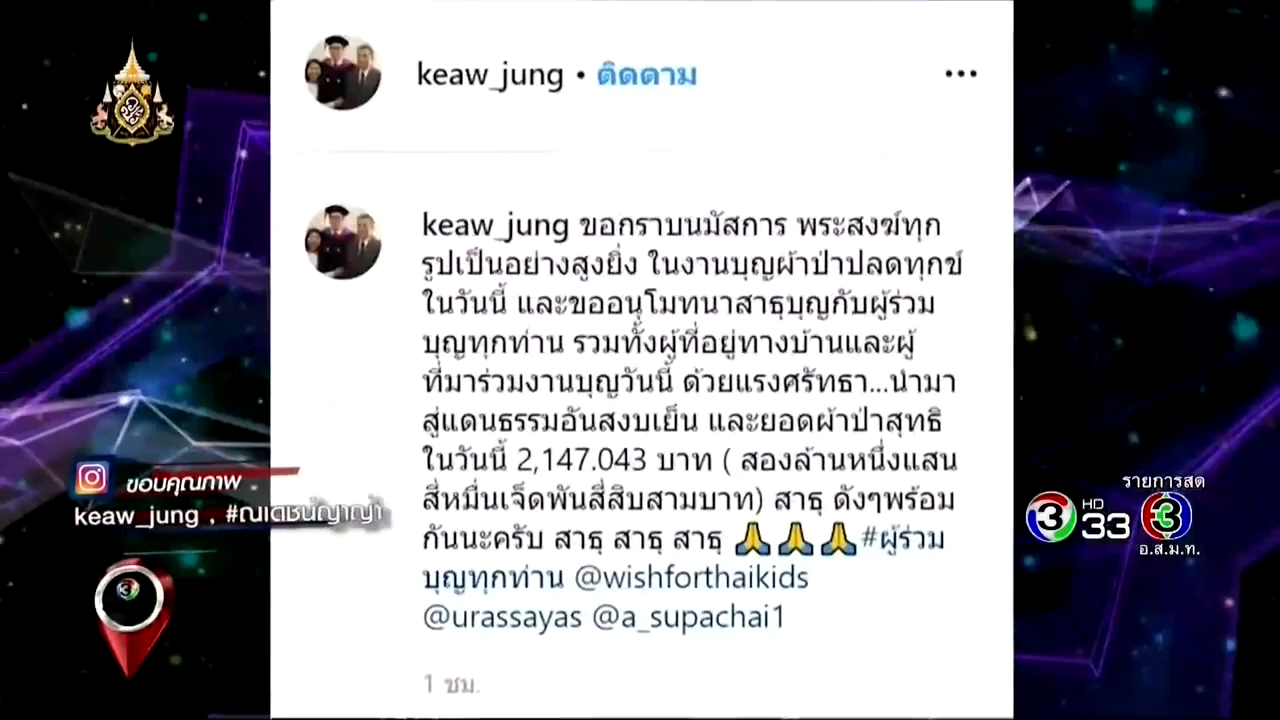 keaw_jung • ติดตาม
keaw_jung ขอกราบนมัสการ พระสงฆ์ทุก
รูปเป็นอย่างสูงยิ่ง ในงานบุญผ้าป่าปลดทุกข์
ในวันนี้ และขออนุโมทนาสาธุบุญกับผู้ร่วม
บุญทุกท่าน รวมทั้งผู้ที่อยู่ทางบ้านและผู้
ที่มาร่วมงานบุญวันนี้ ด้วยแรงศรัทธา...นำมา
สู่แดนธรรมอันสงบเย็น และยอดผ้าป่าสุทธิ
ในวันนี้ 2,147.043 บาท ( สองล้านหนึ่งแสน
สี่หมื่นเจ็ดพันสี่สิบสามบาท) สาธุ ดังๆพร้อม
กันนะครับ สาธุ สาธุ สาธุ 🙏🙏🙏#ผู้ร่วม
บุญทุกท่าน @wishforthaikids
@urassayas @a_supachai1
1 ชม.
ขอบคุณภาพ
keaw_jung , #ณเดชน์ญาญ่า
รายการสด
3 HD 33 3
อ.ส.ม.ท.
3